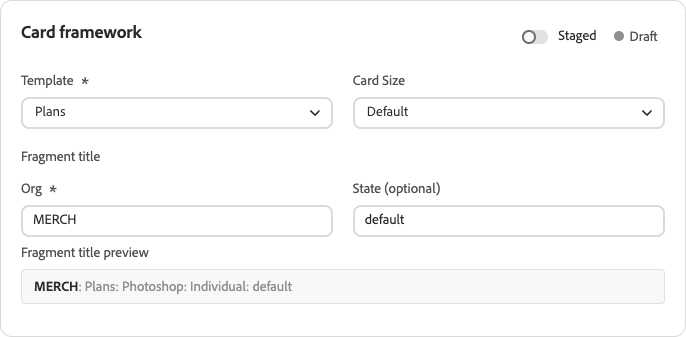 Card framework
Staged
Draft
Template *
Card Size
Plans
Default
Fragment title
Org *
State (optional)
MERCH
default
Fragment title preview
MERCH: Plans: Photoshop: Individual: default